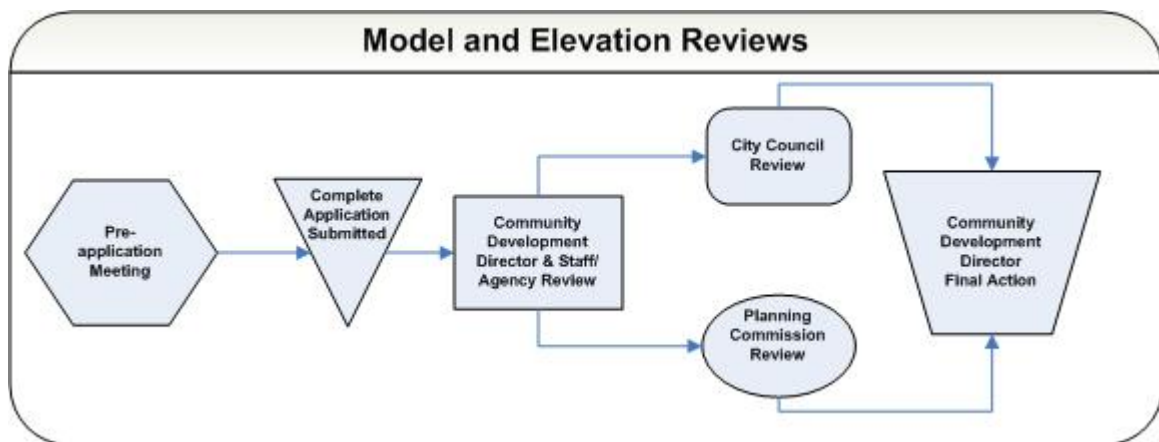 Model and Elevation Reviews
Pre-
application
Meeting
Complete
Application
Submitted
Community
Development
Director & Staff/
Agency Review
City Council
Review
Planning
Commission
Review
Community
Development
Director
Final Action